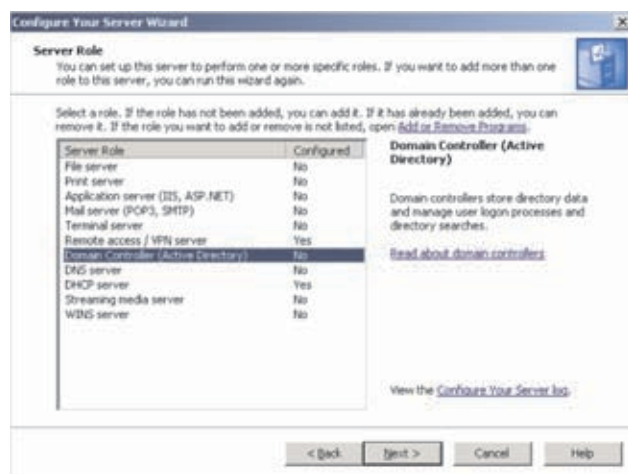 Configure Your Server Wizard
Server Role
You can set up this server to perform one or more specific roles. If you want to add more than one
role to this server, you can run this wizard again.
Select a role. If the role has not been added, you can add it. If it has already been added, you can
remove it. If the role you want to add or remove is not listed, open Add or Remove Programs.
Server Role Configured
File server No
Print server No
Application server (IIS, ASP.NET) No
Mail server (POP3, SMTP) No
Terminal server No
Remote access / VPN server Yes
Domain Controller (Active Directory) No
DNS server No
DHCP server Yes
Streaming media server No
WINS server No
Domain Controller (Active
Directory)
Domain controllers store directory data
and manage user logon processes and
directory searches.
Read about domain controllers
View the Configure Your Server log.
< Back
Next >
Cancel
Help